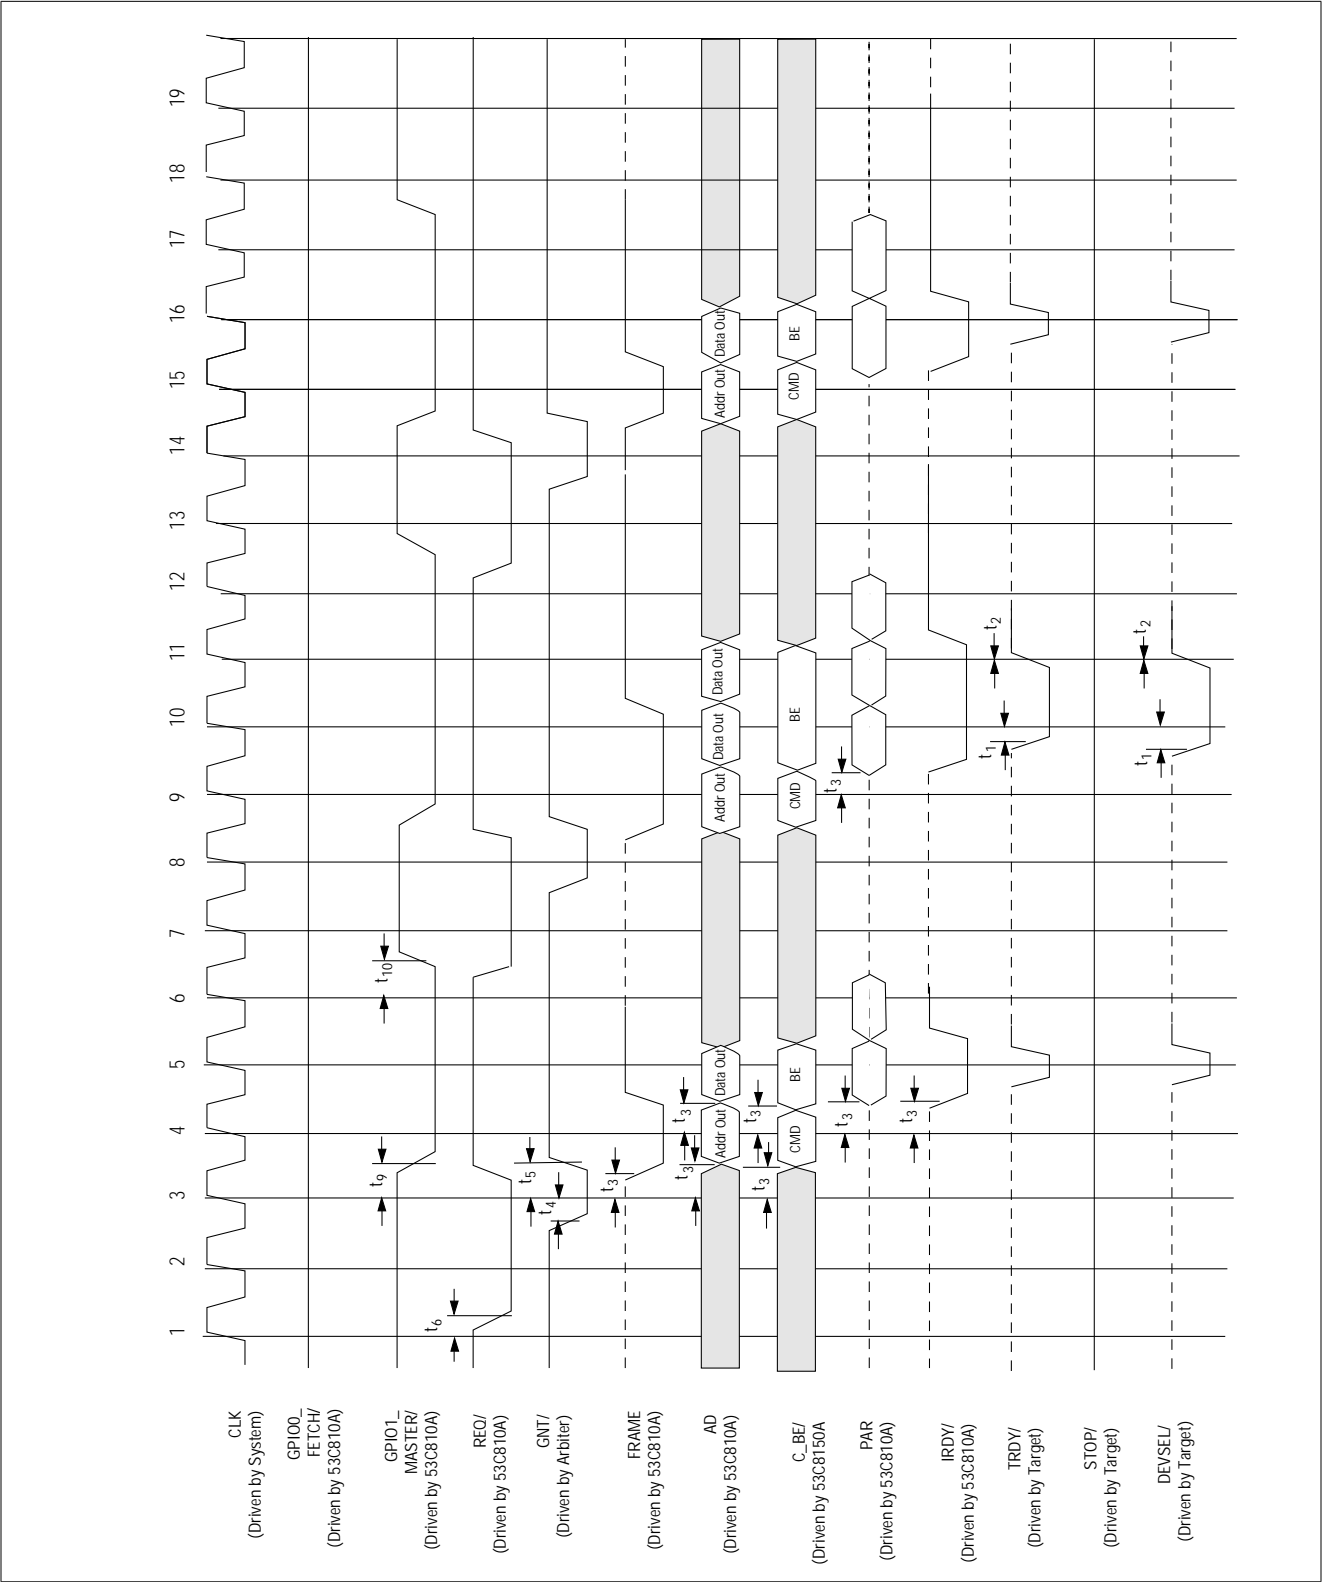 1 2 3 4 5 6 7 8 9 10 11 12 13 14 15 16 17 18 19
CLK
(Driven by System)
GPIO0_
FETCH/
(Driven by 53C810A)
GPIO1_
MASTER/
(Driven by 53C810A)
t9 t10
REQ/
(Driven by 53C810A)
t6
GNT/
(Driven by Arbiter)
t4 t5
FRAME
(Driven by 53C810A)
t3
AD
(Driven by 53C810A)
t3 t3
Addr Out Data Out Addr Out Data Out Data Out Addr Out Data Out
C_BE/
(Driven by 53C8150A
t3 t3
CMD BE CMD BE CMD BE
PAR
(Driven by 53C810A)
t3 t3
IRDY/
(Driven by 53C810A)
t3
TRDY/
(Driven by Target)
t1 t2
STOP/
(Driven by Target)
DEVSEL/
(Driven by Target)
t1 t2